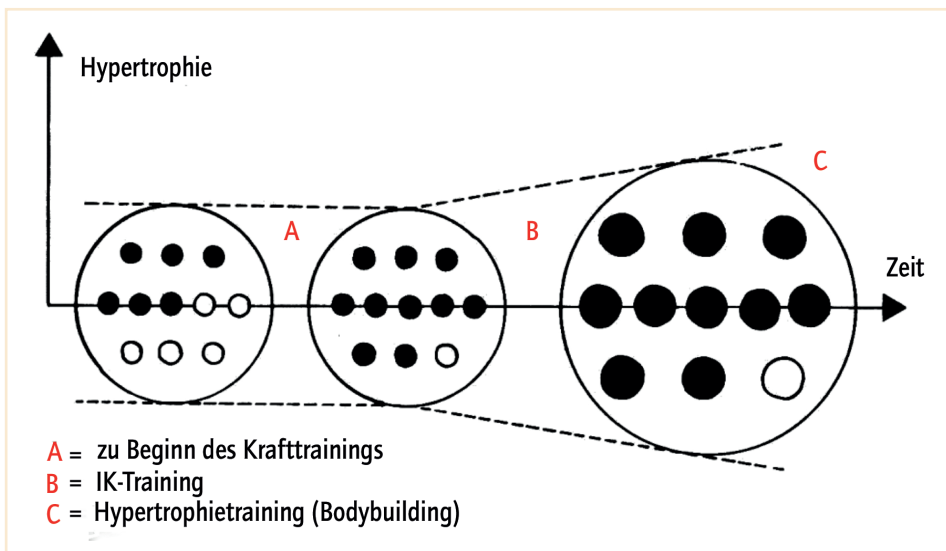 Hypertrophie
C
A
B
Zeit
A = zu Beginn des Krafttrainings
B = IK-Training
C = Hypertrophietraining (Bodybuilding)